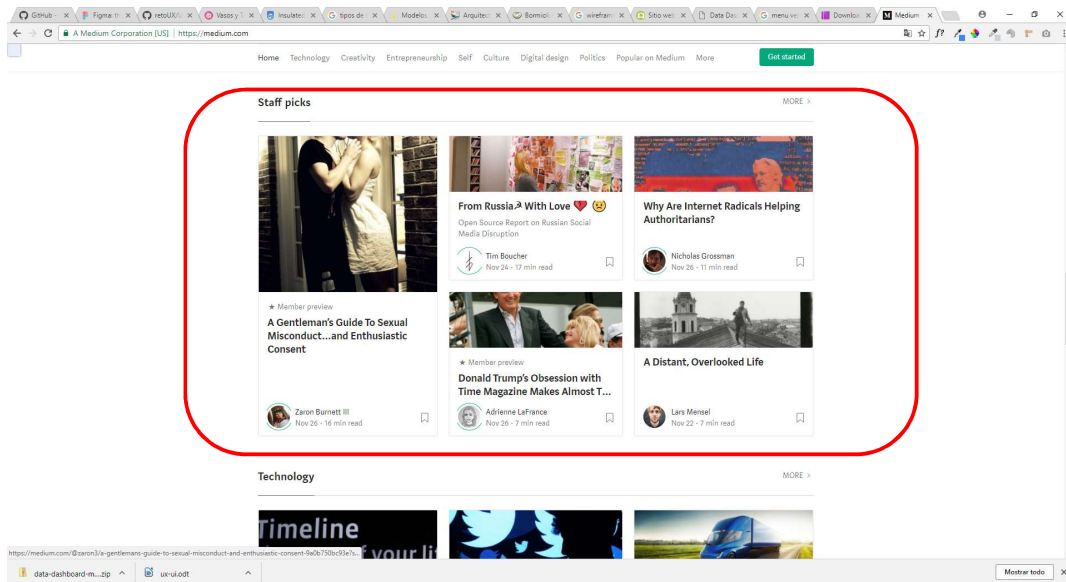 GitHub
Figma: th
retoUX/
Vasos y T
Insulated
tipos de
Modelos
Arquitec
Bormioli
wirefram
Sitio web
Data Das
menu ve
Downloa
Medium
A Medium Corporation [US] | https://medium.com
f?
Home Technology Creativity Entrepreneurship Self Culture Digital design Politics Popular on Medium More Get started
Staff picks MORE >
★ Member preview
A Gentleman's Guide To Sexual
Misconduct...and Enthusiastic
Consent
Zaron Burnett III
Nov 26 - 16 min read
From Russia☭ With Love 💔 😢
Open Source Report on Russian Social
Media Disruption
Tim Boucher
Nov 24 - 17 min read
Why Are Internet Radicals Helping
Authoritarians?
Nicholas Grossman
Nov 26 - 11 min read
★ Member preview
Donald Trump's Obsession with
Time Magazine Makes Almost T...
Adrienne LaFrance
Nov 26 - 7 min read
A Distant, Overlooked Life
Lars Mensel
Nov 22 - 7 min read
Technology MORE >
Timeline
f your li
https://medium.com/@zaron3/a-gentlemans-guide-to-sexual-misconduct-and-enthusiastic-consent-9a0b750bc93e?s...
data-dashboard-m....zip
ux-ui.odt
Mostrar todo